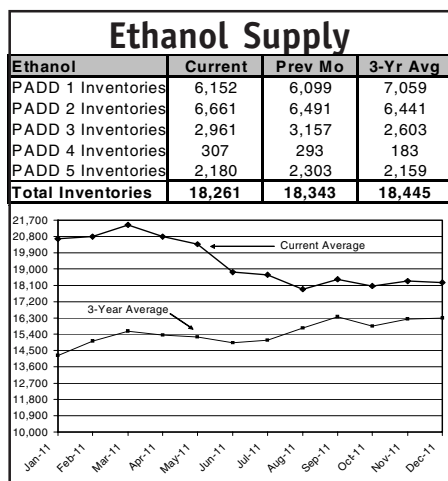 Ethanol Supply
Ethanol Current Prev Mo 3-Yr Avg
PADD 1 Inventories 6,152 6,099 7,059
PADD 2 Inventories 6,661 6,491 6,441
PADD 3 Inventories 2,961 3,157 2,603
PADD 4 Inventories 307 293 183
PADD 5 Inventories 2,180 2,303 2,159
Total Inventories 18,261 18,343 18,445
21,700
20,800
19,900
19,000
18,100
17,200
16,300
15,400
14,500
13,600
12,700
11,800
10,900
10,000
Current Average
3-Year Average
Jan-11 Feb-11 Mar-11 Apr-11 May-11 Jun-11 Jul-11 Aug-11 Sep-11 Oct-11 Nov-11 Dec-11